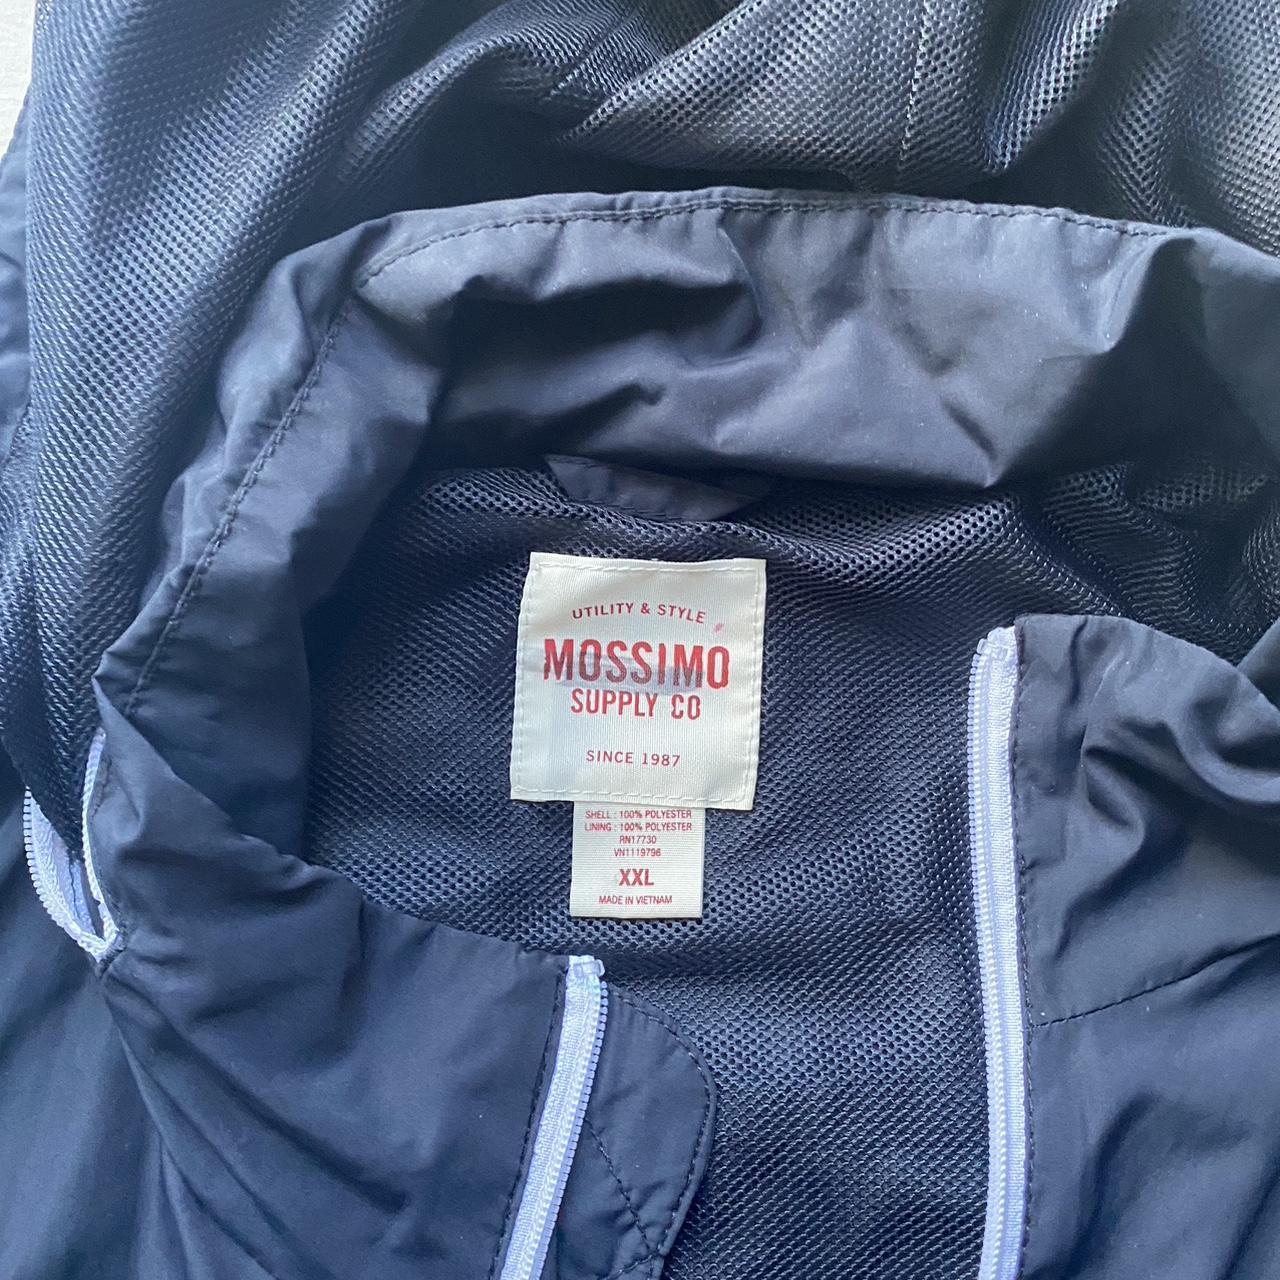 UTILITY & STYLE
MOSSIMO
SUPPLY CO
SINCE 1987
SHELL : 100% POLYESTER
LINING : 100% POLYESTER
RN17730
VN1119796
XXL
MADE IN VIETNAM